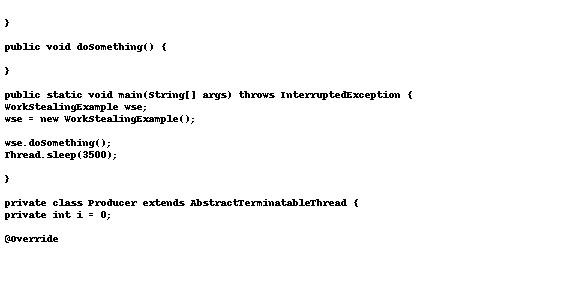 }
public void doSomething() {
}
public static void main(String[] args) throws InterruptedException {
WorkStealingExample wse;
wse = new WorkStealingExample();
wse.doSomething();
Thread.sleep(3500);
}
private class Producer extends AbstractTerminatableThread {
private int i = 0;
@Override